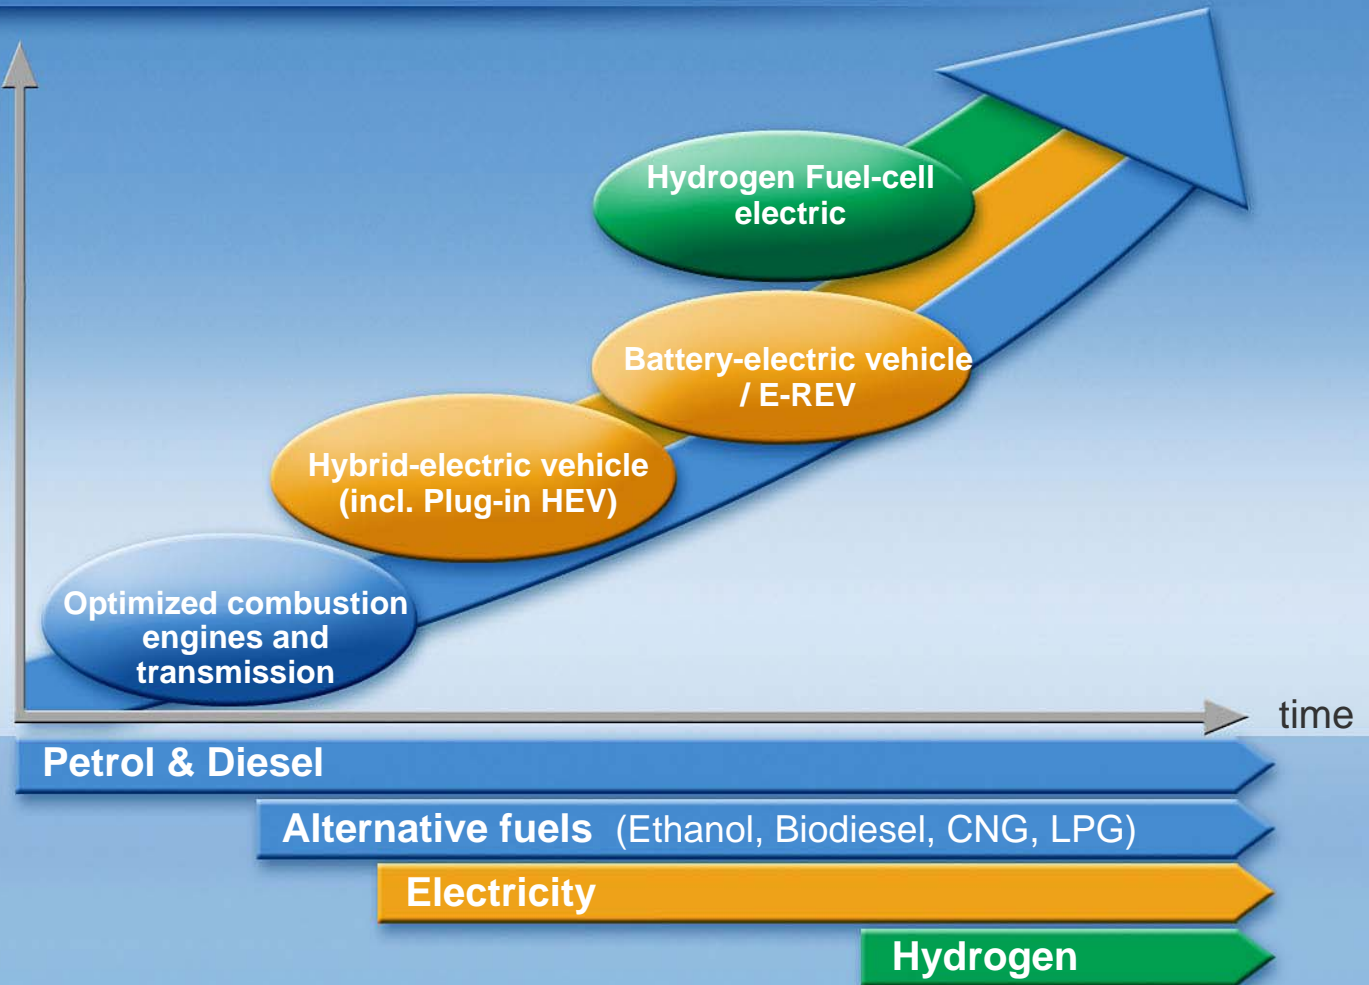 Hydrogen Fuel-cell
electric
Battery-electric vehicle
/ E-REV
Hybrid-electric vehicle
(incl. Plug-in HEV)
Optimized combustion
engines and
transmission
time
Petrol & Diesel
Alternative fuels (Ethanol, Biodiesel, CNG, LPG)
Electricity
Hydrogen